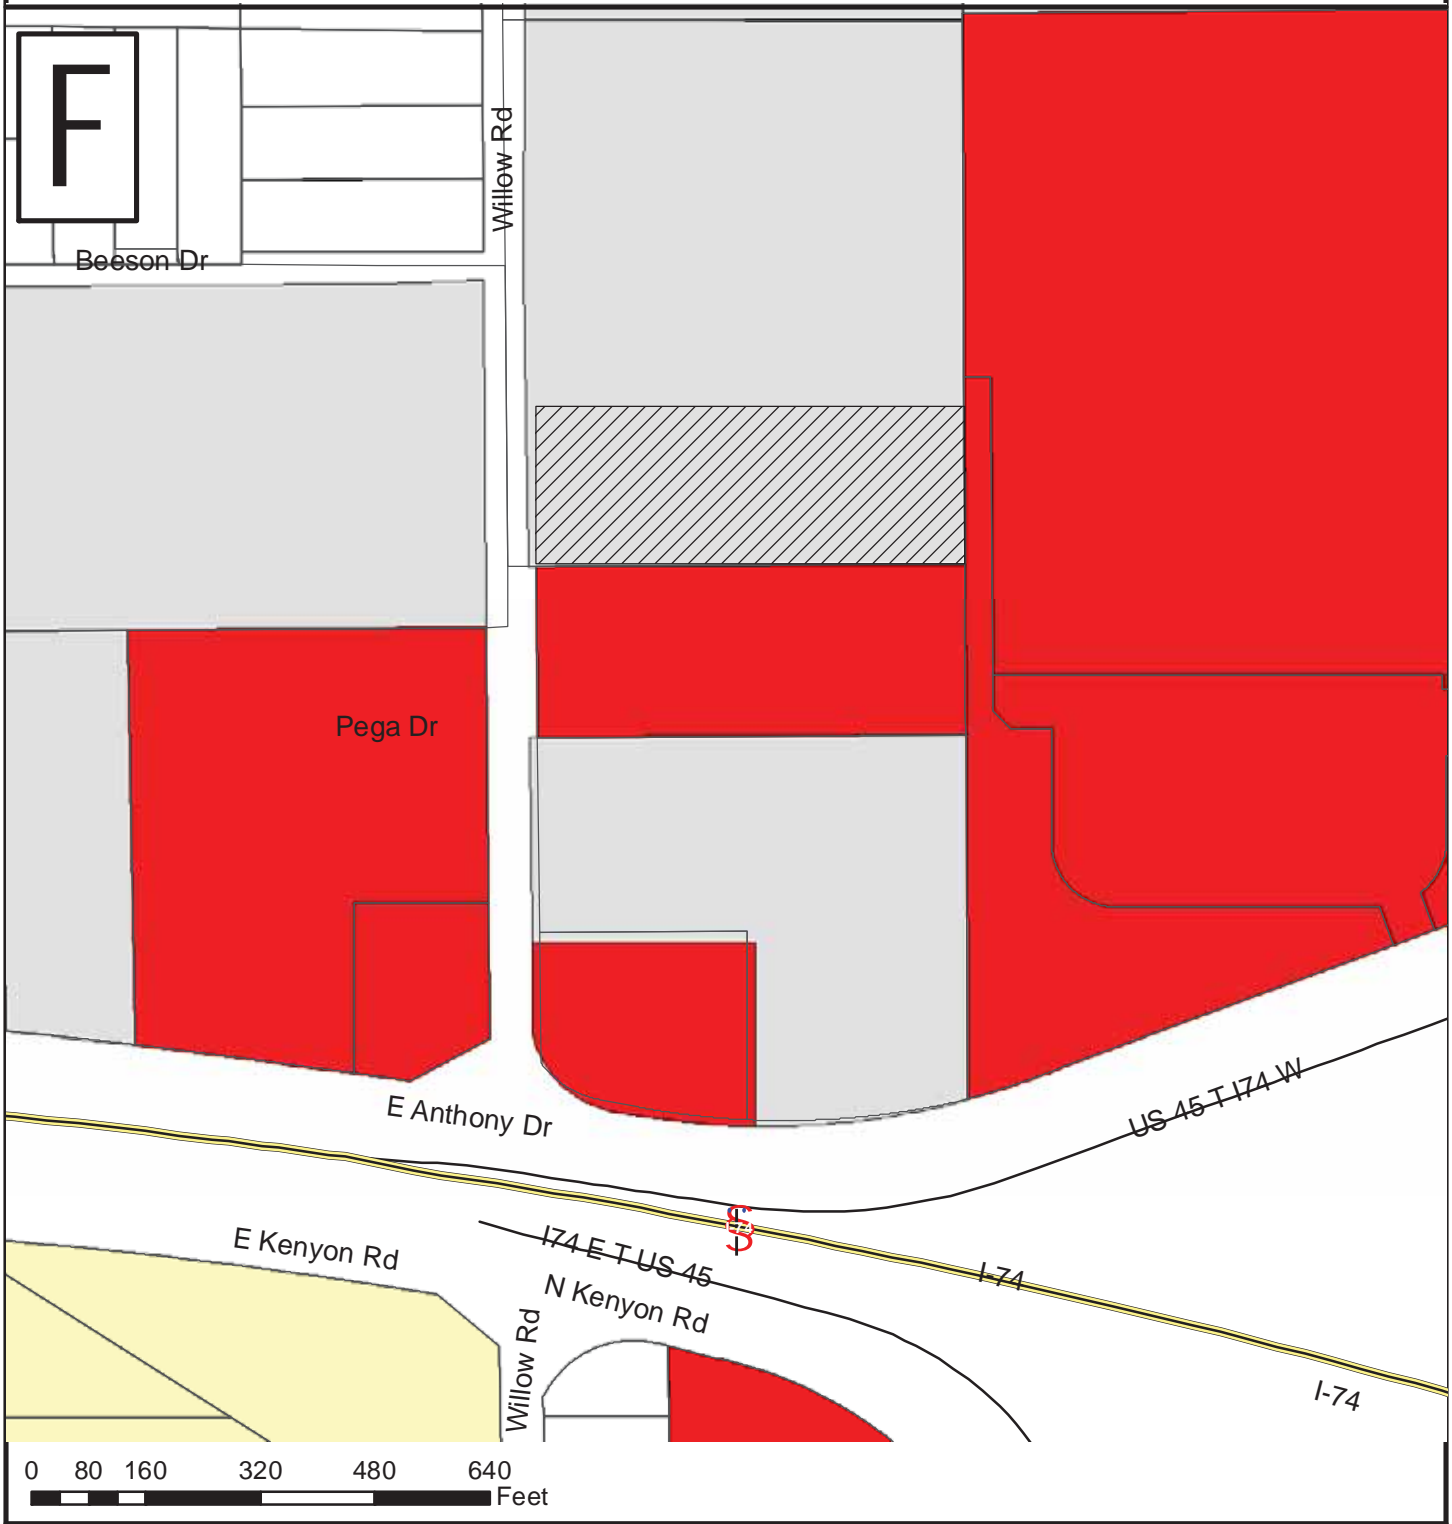 F
Willow Rd
Beeson Dr
Pega Dr
E Anthony Dr
US 45 T I74 W
E Kenyon Rd
I74 E T US 45
I-74
N Kenyon Rd
Willow Rd
I-74
0 80 160 320 480 640
Feet